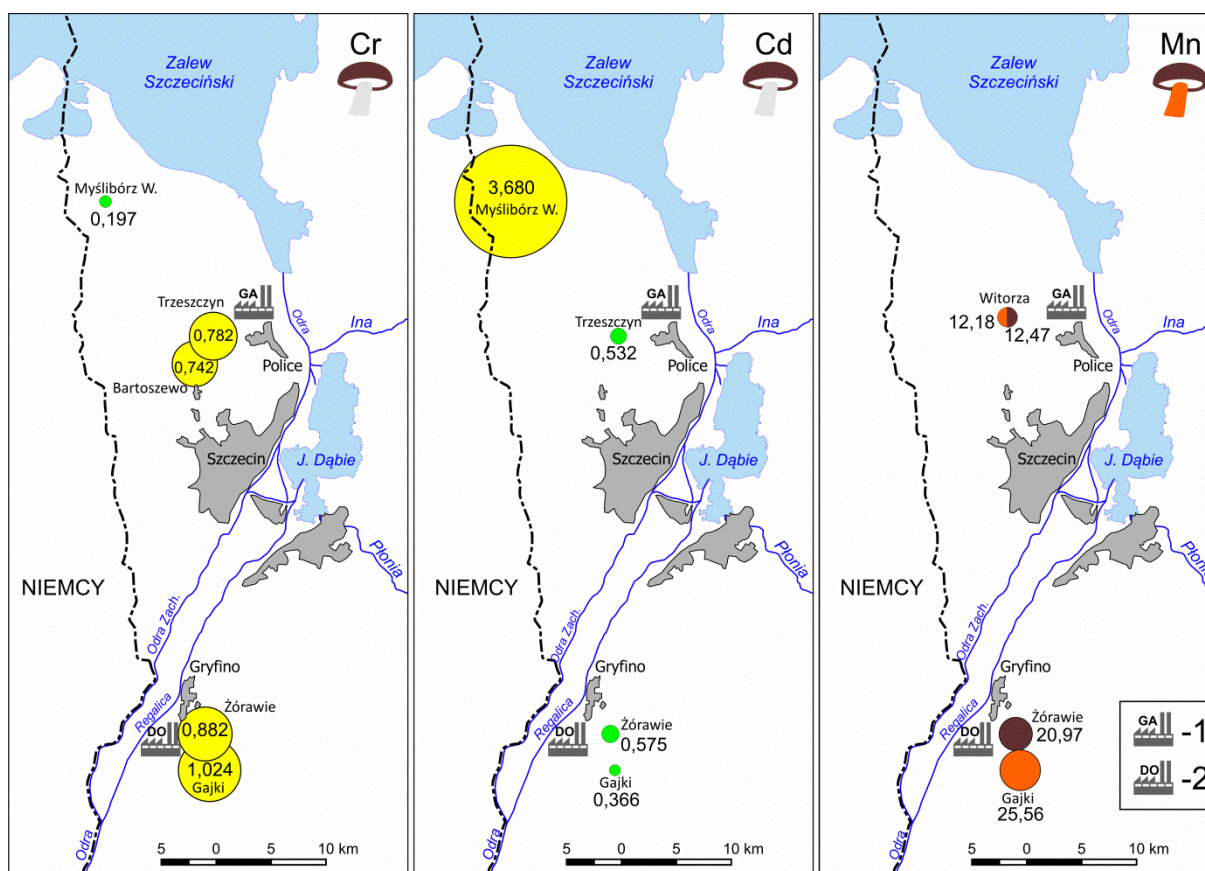 Cr
Zalew
Szczeciński
Myślibórz W.
0,197
GA
Trzeszczyn
0,782
0,742
Bartoszewo
Odra
Ina
Police
Szczecin
J. Dąbie
Płonia
NIEMCY
Odra Zach.
Gryfino
Regalica
Żórawie
DO
0,882
1,024
Gajki
Odra
5 0 5 10 km
Cd
Zalew
Szczeciński
3,680
Myślibórz W.
GA
Trzeszczyn
0,532
Odra
Ina
Police
Szczecin
J. Dąbie
Płonia
NIEMCY
Odra Zach.
Gryfino
Regalica
Żórawie
DO
0,575
Gajki
0,366
Odra
5 0 5 10 km
Mn
Zalew
Szczeciński
GA
Witorza
12,18
12,47
Odra
Ina
Police
Szczecin
J. Dąbie
Płonia
NIEMCY
Odra Zach.
Gryfino
Regalica
Żórawie
DO
20,97
Gajki
25,56
Odra
GA -1
DO -2
5 0 5 10 km